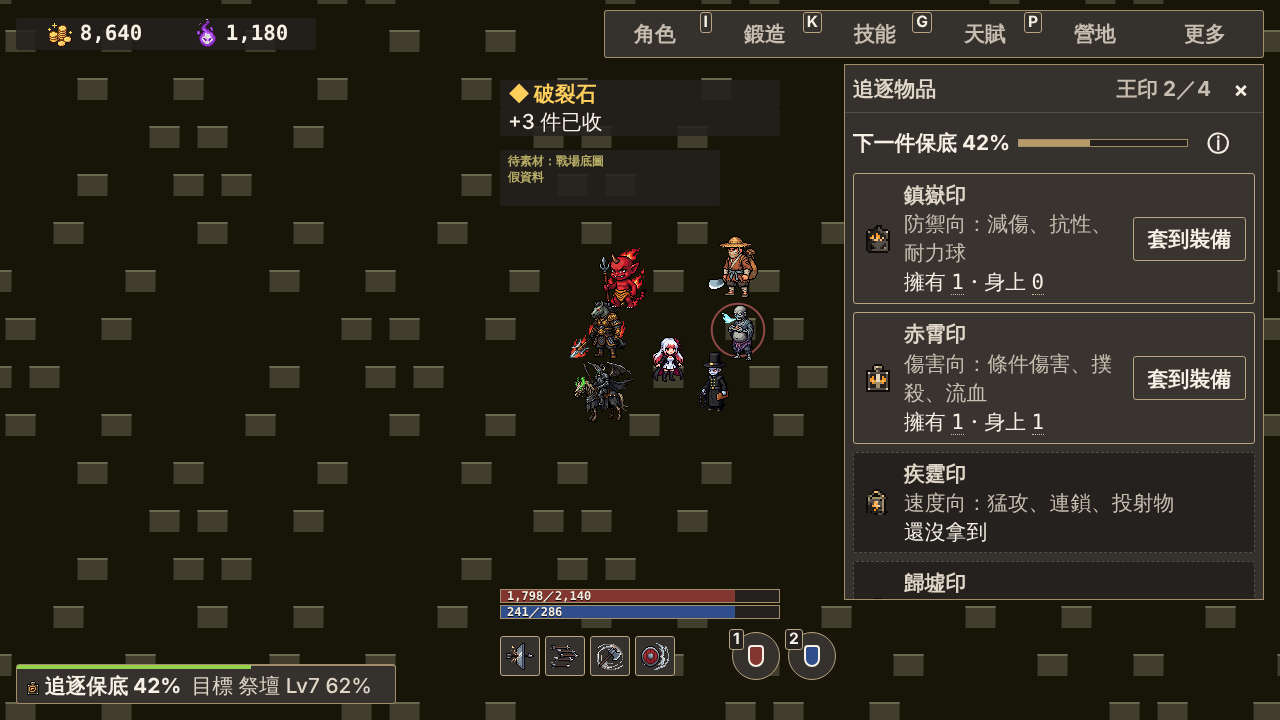 8,640
1,180
角色 I
鍛造 K
技能 G
天賦 P
營地
更多
破裂石
+3 件已收
待素材：戰場底圖
假資料
追逐物品
王印 2／4
×
下一件保底 42%
鎮嶽印
防禦向：減傷、抗性、
耐力球
擁有 1・身上 0
套到裝備
赤霄印
傷害向：條件傷害、撲
殺、流血
擁有 1・身上 1
套到裝備
疾霆印
速度向：猛攻、連鎖、投射物
還沒拿到
歸墟印
1,798／2,140
241／286
1
2
追逐保底 42% 目標 祭壇 Lv7 62%